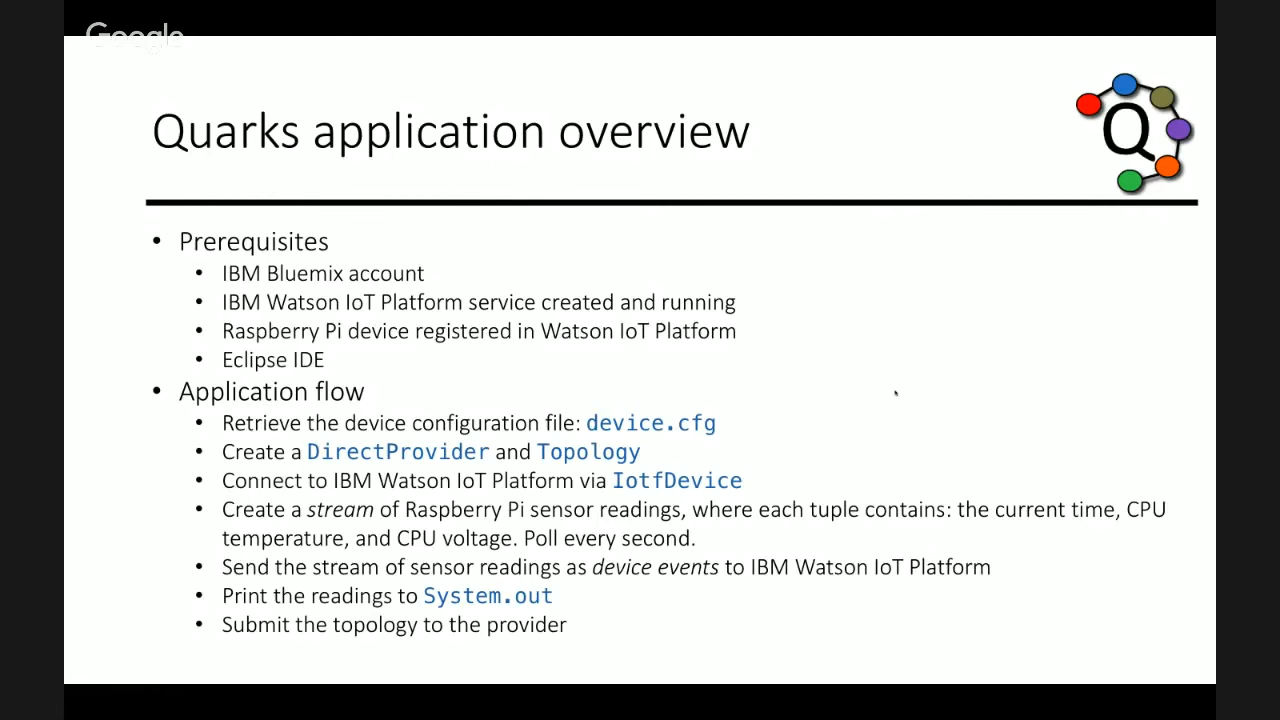 Google
Quarks application overview
Q
• Prerequisites
• IBM Bluemix account
• IBM Watson IoT Platform service created and running
• Raspberry Pi device registered in Watson IoT Platform
• Eclipse IDE
• Application flow
• Retrieve the device configuration file: device.cfg
• Create a DirectProvider and Topology
• Connect to IBM Watson IoT Platform via IotfDevice
• Create a stream of Raspberry Pi sensor readings, where each tuple contains: the current time, CPU
temperature, and CPU voltage. Poll every second.
• Send the stream of sensor readings as device events to IBM Watson IoT Platform
• Print the readings to System.out
• Submit the topology to the provider